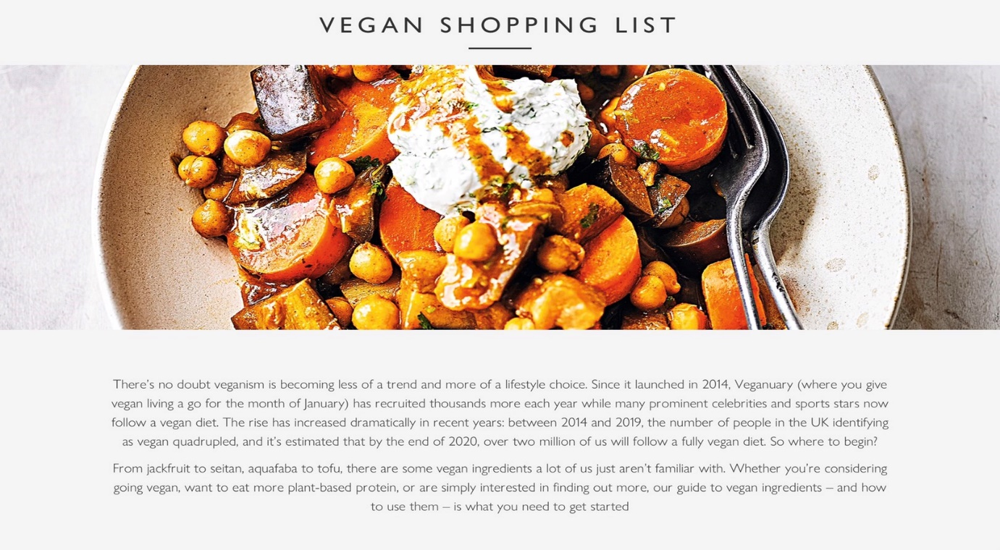 VEGAN SHOPPING LIST
There's no doubt veganism is becoming less of a trend and more of a lifestyle choice. Since it launched in 2014, Veganuary (where you give
vegan living a go for the month of January) has recruited thousands more each year while many prominent celebrities and sports stars now
follow a vegan diet. The rise has increased dramatically in recent years: between 2014 and 2019, the number of people in the UK identifying
as vegan quadrupled, and it's estimated that by the end of 2020, over two million of us will follow a fully vegan diet. So where to begin?
From jackfruit to seitan, aquafaba to tofu, there are some vegan ingredients a lot of us just aren't familiar with. Whether you're considering
going vegan, want to eat more plant-based protein, or are simply interested in finding out more, our guide to vegan ingredients – and how
to use them – is what you need to get started